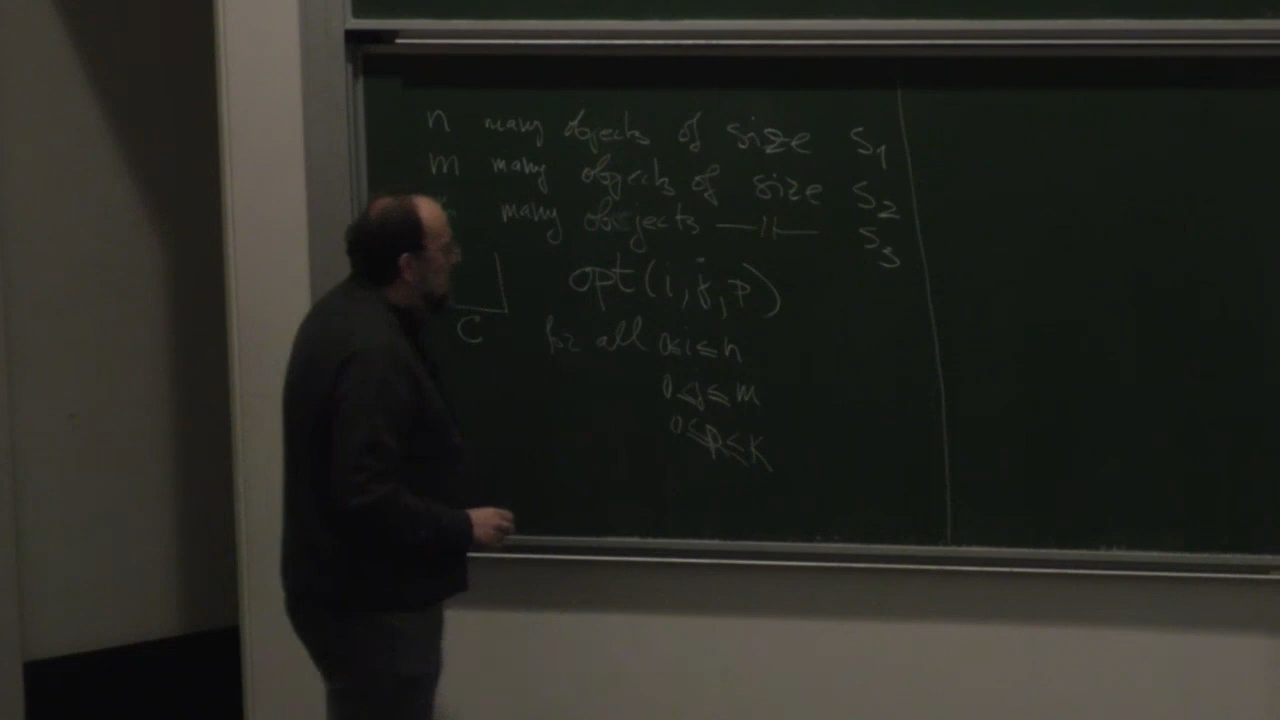 n many objects of size S1
m many objects of size S2
many objects —||— S3
opt(i,j,p)
C
for all 0≤i≤n
0≤j≤m
0≤p≤K